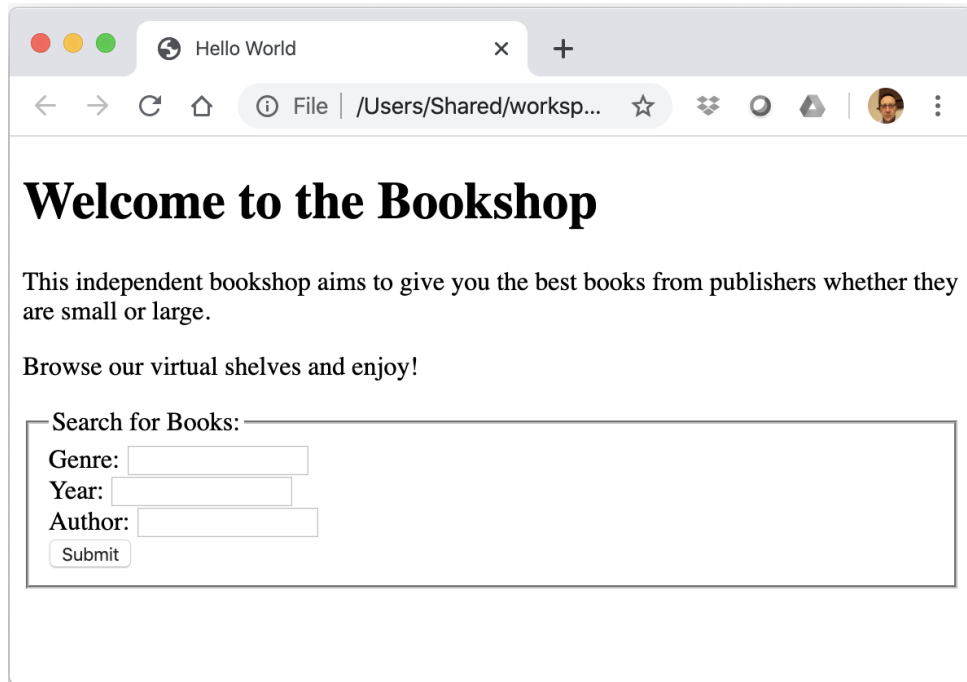 Hello World
File /Users/Shared/worksp...
Welcome to the Bookshop
This independent bookshop aims to give you the best books from publishers whether they
are small or large.
Browse our virtual shelves and enjoy!
Search for Books:
Genre:
Year:
Author:
Submit